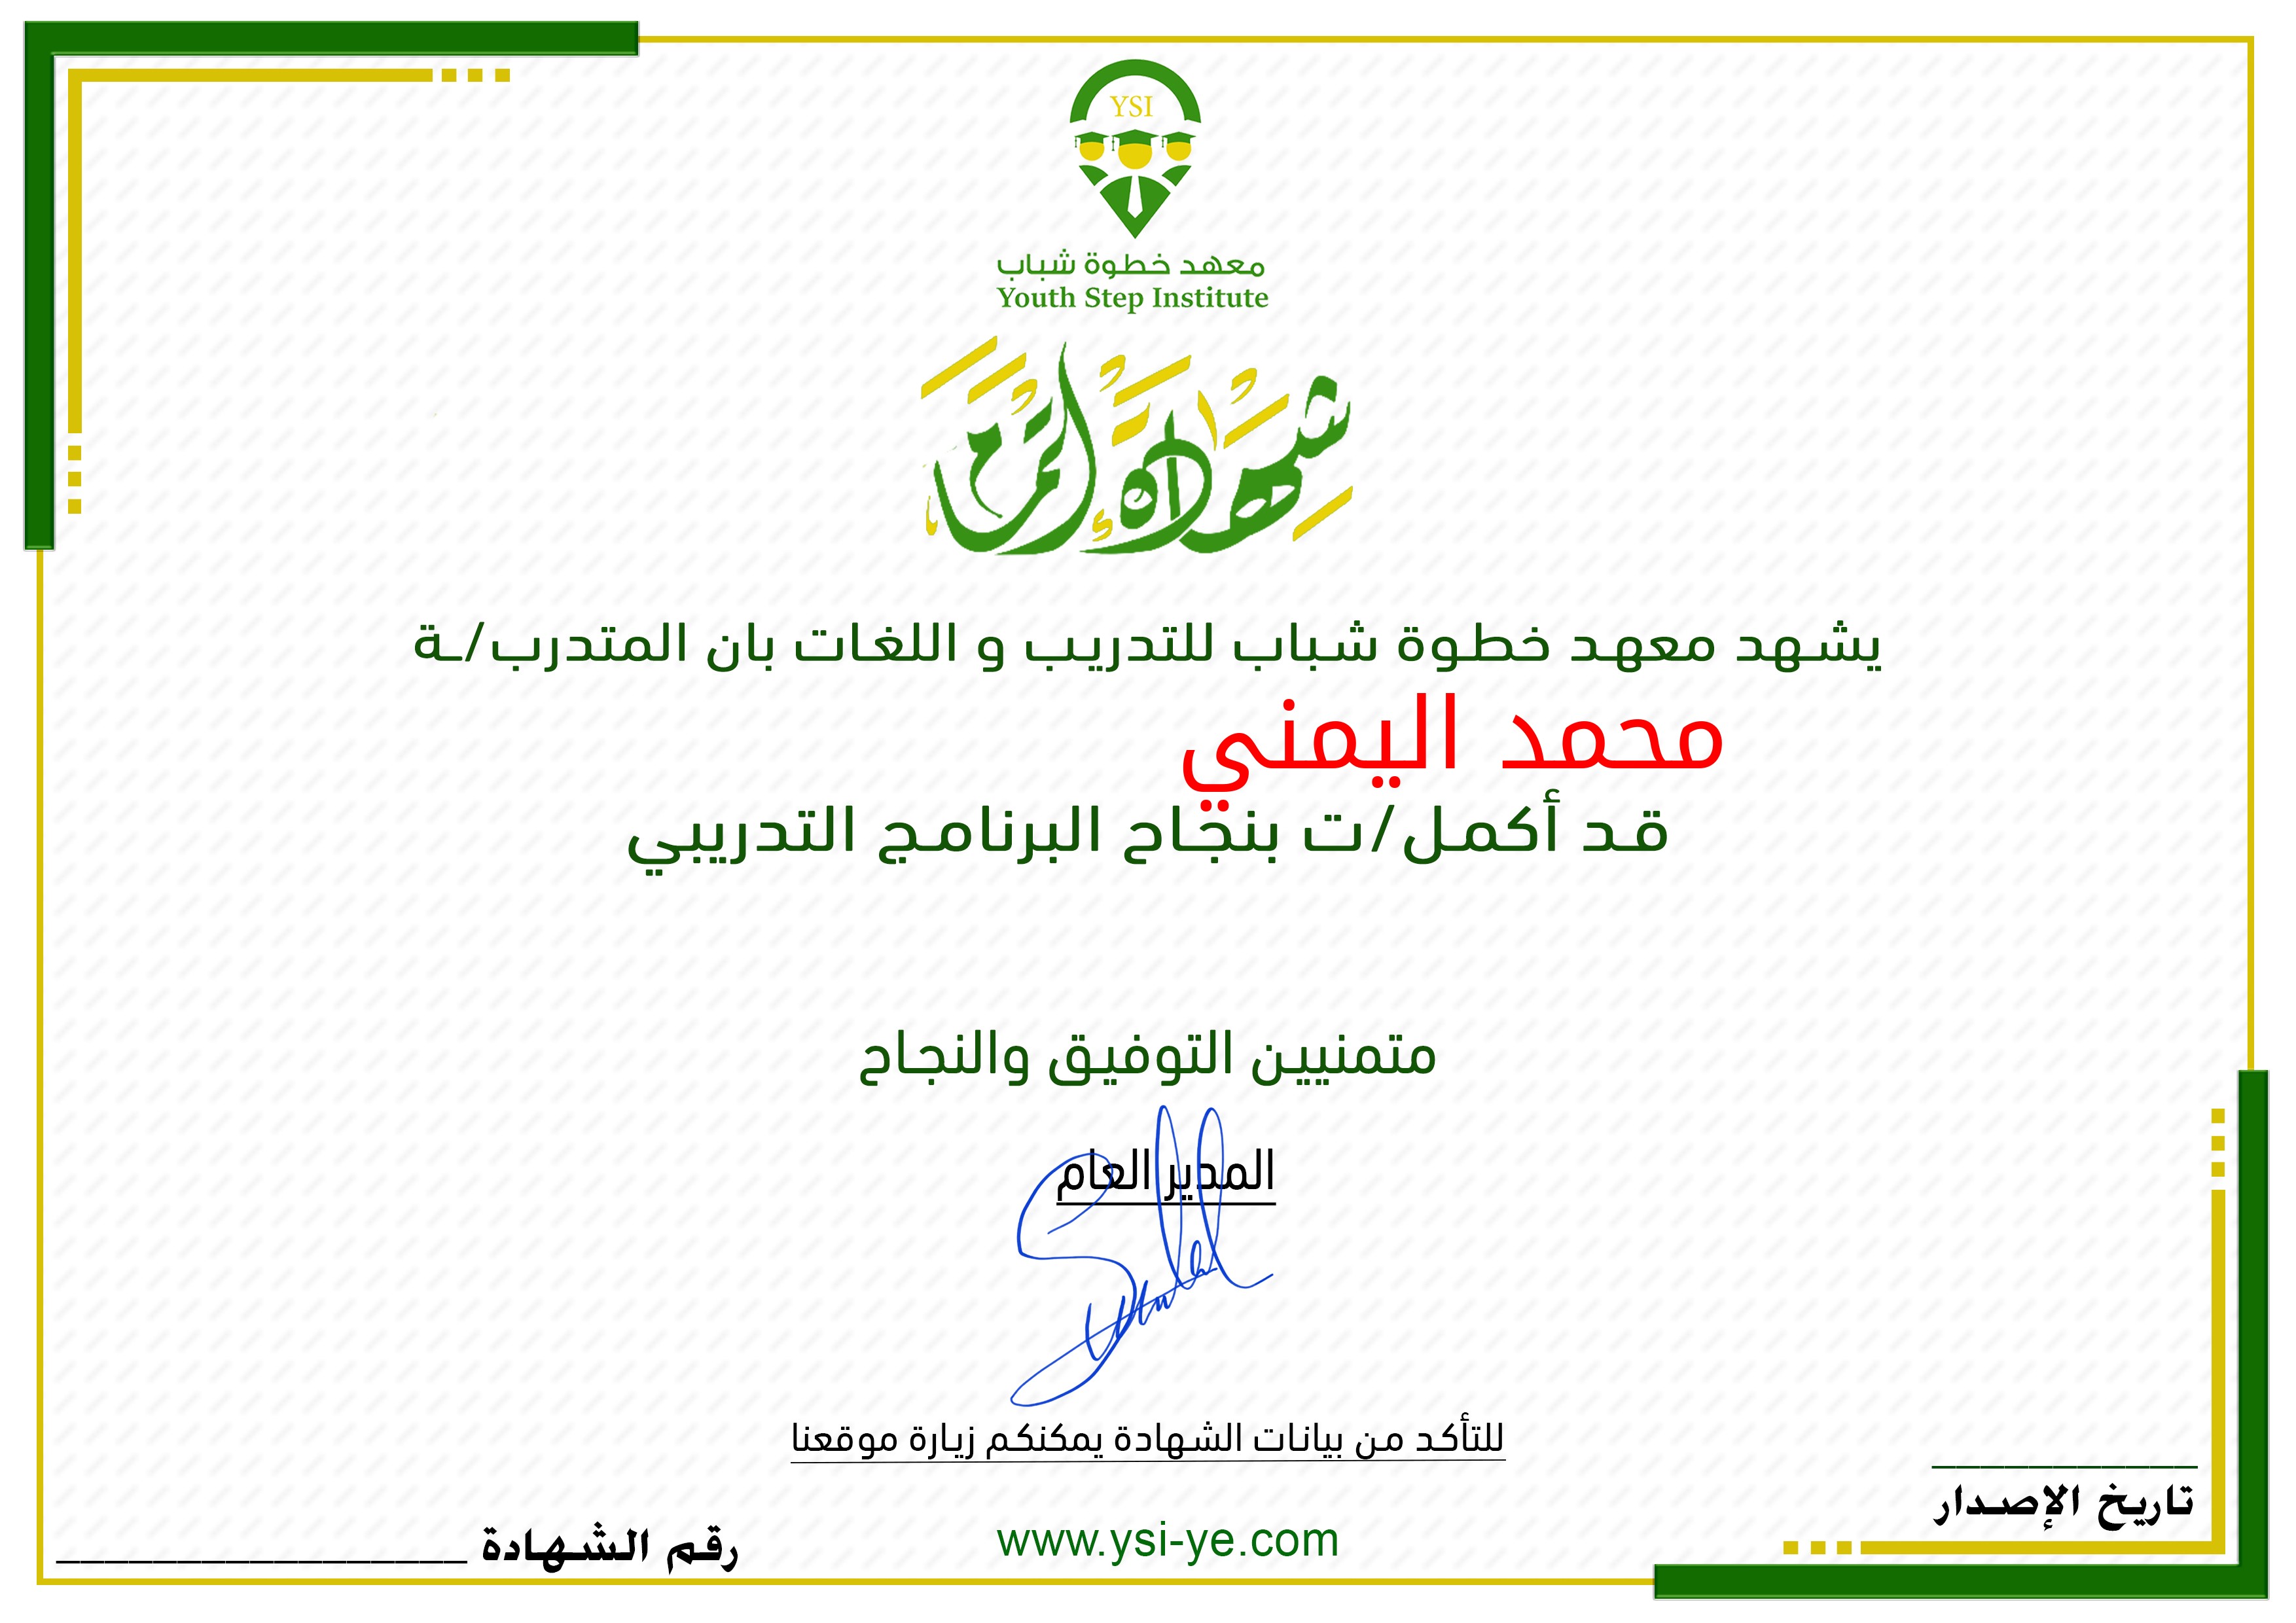 YSI
معهد خطوة شباب
Youth Step Institute
شَهَادَةُ إتمام
يشهد معهد خطوة شباب للتدريب و اللغات بان المتدرب/ـة
محمد اليمني
قد أكمل/ت بنجاح البرنامج التدريبي
متمنيين التوفيق والنجاح
المدير العام
للتأكد من بيانات الشهادة يمكنكم زيارة موقعنا
تاريخ الإصدار
www.ysi-ye.com
رقم الشهادة